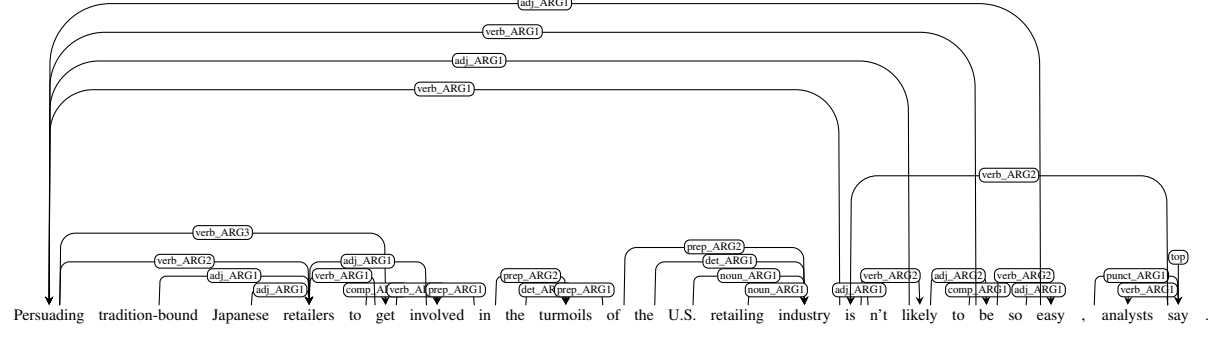 adj_ARG1
verb_ARG1
adj_ARG1
verb_ARG1
verb_ARG2
verb_ARG3
prep_ARG2
verb_ARG2 adj_ARG1 det_ARG1 top
adj_ARG1 verb_ARG1 prep_ARG2 noun_ARG1 verb_ARG2 adj_ARG2 verb_ARG2 punct_ARG1
adj_ARG1 prep_ARG1 prep_ARG1 noun_ARG1 adj_ARG1 comp_ARG1 adj_ARG1 verb_ARG1
Persuading tradition-bound Japanese retailers to get involved in the turmoils of the U.S. retailing industry is n't likely to be so easy , analysts say .